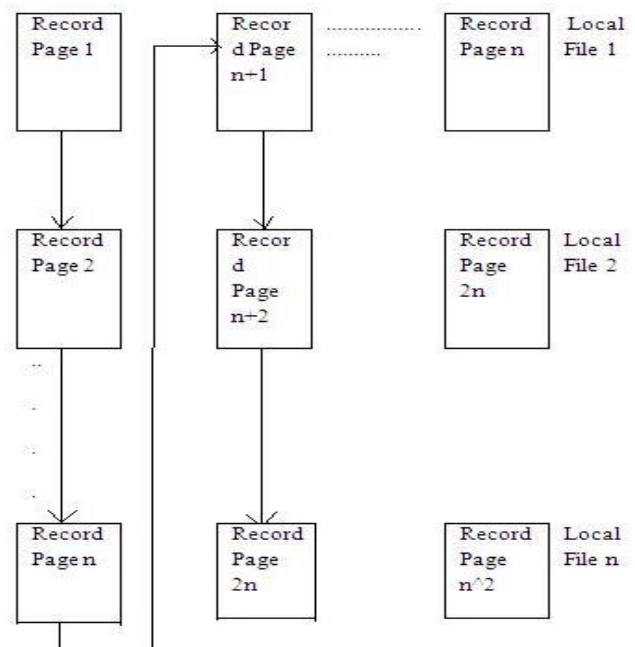 Record
Page 1
Recor
d Page
n+1
Record
Page n
Local
File 1
Record
Page 2
Recor
d
Page
n+2
Record
Page
2n
Local
File 2
Record
Page n
Record
Page
2n
Record
Page
n^2
Local
File n